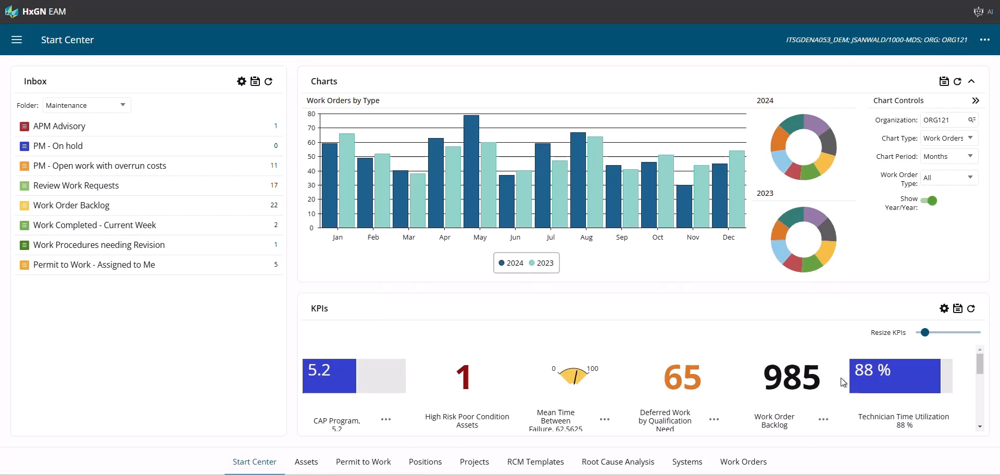 HxGN EAM
AI
Start Center
ITSGDENA053_DEM; JSANWALD/1000-MDS; ORG: ORG121
Inbox
Folder: Maintenance
APM Advisory 1
PM - On hold 0
PM - Open work with overrun costs 11
Review Work Requests 17
Work Order Backlog 22
Work Completed - Current Week 2
Work Procedures needing Revision 1
Permit to Work - Assigned to Me 5
Charts
Work Orders by Type
80
70
60
50
40
30
20
10
0
Jan Feb Mar Apr May Jun Jul Aug Sep Oct Nov Dec
2024 2023
2024
2023
Chart Controls
Organization: ORG121
Chart Type: Work Orders
Chart Period: Months
Work Order
Type: All
Show
Year/Year:
KPIs
Resize KPIs
5.2
CAP Program,
5.2
1
High Risk Poor Condition
Assets
0 100
Mean Time
Between
Failure, 62.5625
65
Deferred Work
by Qualification
Need
985
Work Order
Backlog
88 %
Technician Time Utilization
88 %
Start Center Assets Permit to Work Positions Projects RCM Templates Root Cause Analysis Systems Work Orders